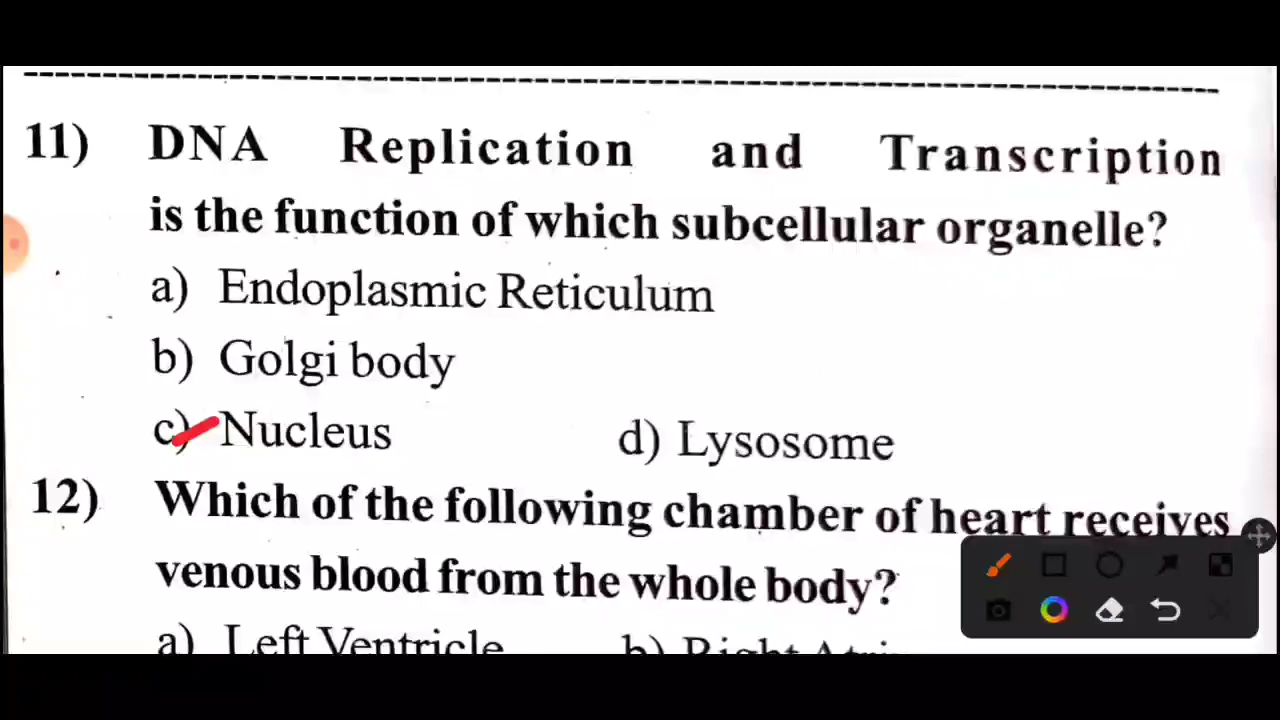 11) DNA Replication and Transcription
is the function of which subcellular organelle?
a) Endoplasmic Reticulum
b) Golgi body
c) Nucleus d) Lysosome
12) Which of the following chamber of heart receives
venous blood from the whole body?
a) Left Ventricle b) Right